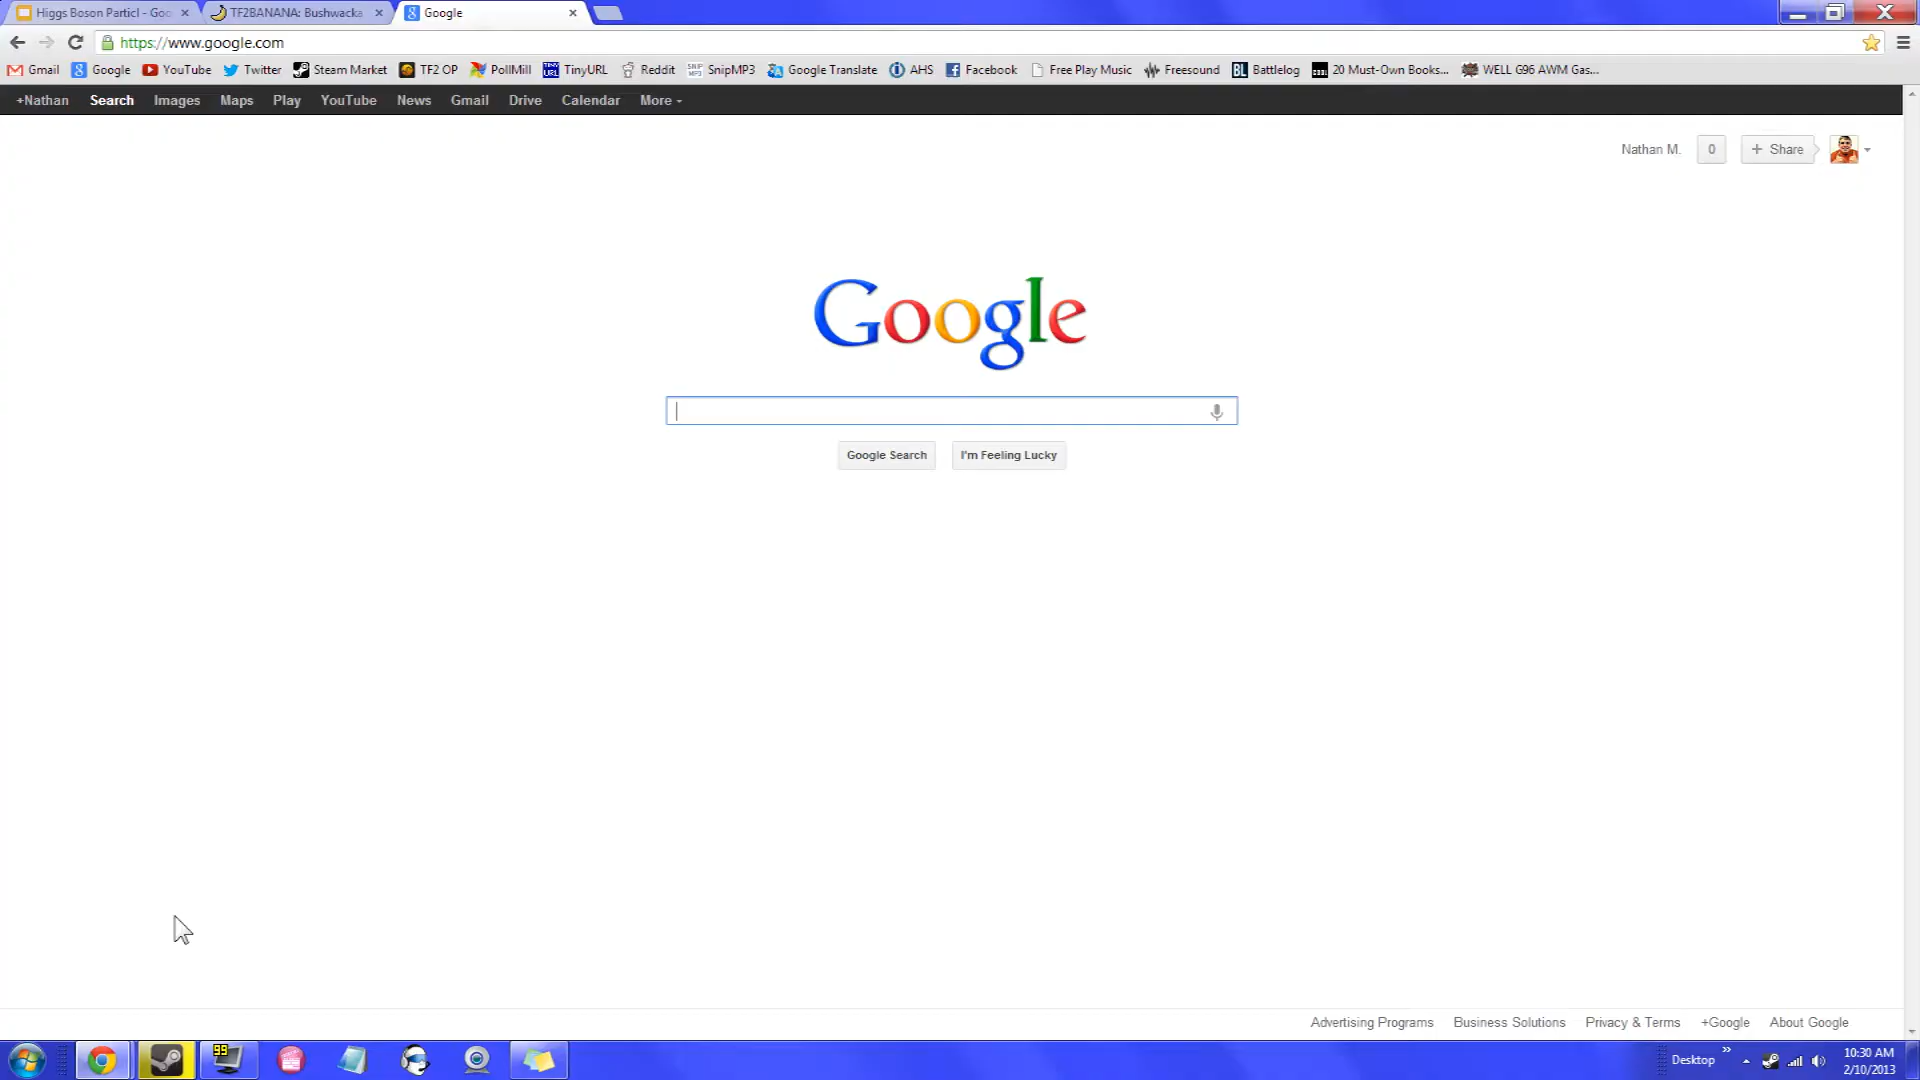 Higgs Boson Particl - Goo
TF2BANANA: Bushwacka
Google
https://www.google.com
Gmail Google YouTube Twitter Steam Market TF2 OP PollMill TinyURL Reddit SnipMP3 Google Translate AHS Facebook Free Play Music Freesound Battlelog 20 Must-Own Books... WELL G96 AWM Gas...
+Nathan Search Images Maps Play YouTube News Gmail Drive Calendar More
Nathan M. 0 + Share
Google
Google Search I'm Feeling Lucky
Advertising Programs Business Solutions Privacy & Terms +Google About Google
99
Desktop
10:30 AM
2/10/2013